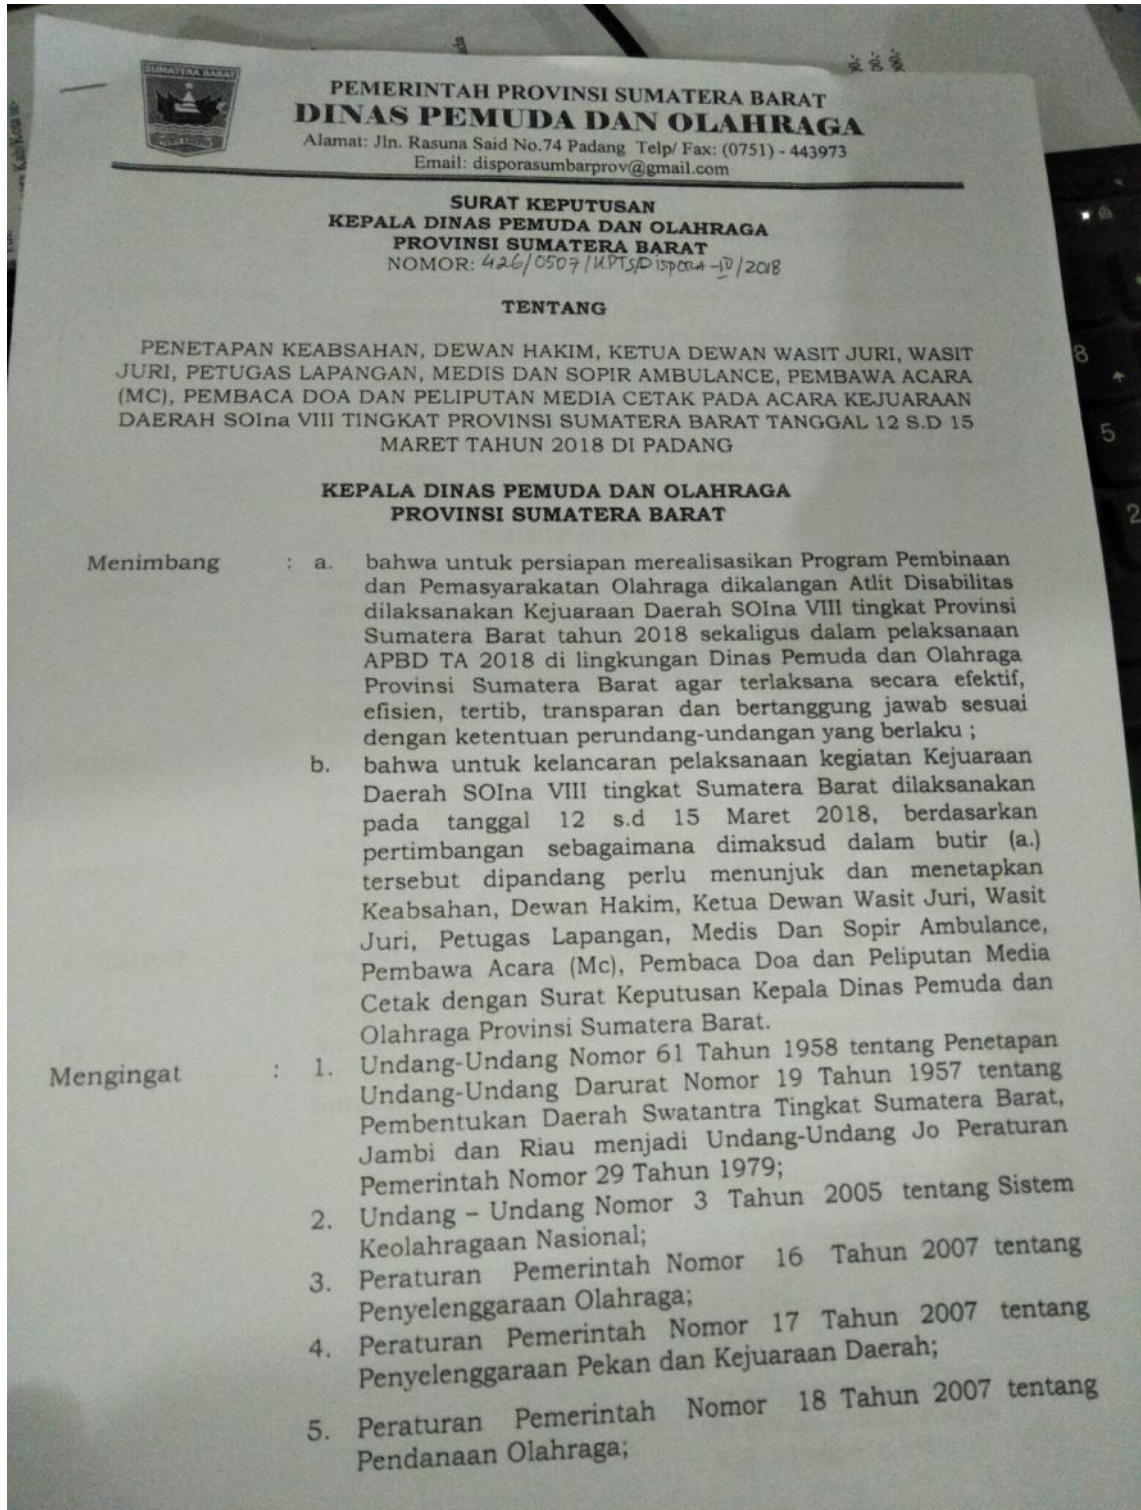 SUMATERA BARAT
PEMERINTAH PROVINSI SUMATERA BARAT
DINAS PEMUDA DAN OLAHRAGA
Alamat: Jln. Rasuna Said No.74 Padang Telp/ Fax: (0751) - 443973
Email: disporasumbarprov@gmail.com
SURAT KEPUTUSAN
KEPALA DINAS PEMUDA DAN OLAHRAGA
PROVINSI SUMATERA BARAT
NOMOR: 426/0507/KPTS/Dispora-IV/2018
TENTANG
PENETAPAN KEABSAHAN, DEWAN HAKIM, KETUA DEWAN WASIT JURI, WASIT
JURI, PETUGAS LAPANGAN, MEDIS DAN SOPIR AMBULANCE, PEMBAWA ACARA
(MC), PEMBACA DOA DAN PELIPUTAN MEDIA CETAK PADA ACARA KEJUARAAN
DAERAH SOIna VIII TINGKAT PROVINSI SUMATERA BARAT TANGGAL 12 S.D 15
MARET TAHUN 2018 DI PADANG
KEPALA DINAS PEMUDA DAN OLAHRAGA
PROVINSI SUMATERA BARAT
Menimbang : a. bahwa untuk persiapan merealisasikan Program Pembinaan
dan Pemasyarakatan Olahraga dikalangan Atlit Disabilitas
dilaksanakan Kejuaraan Daerah SOIna VIII tingkat Provinsi
Sumatera Barat tahun 2018 sekaligus dalam pelaksanaan
APBD TA 2018 di lingkungan Dinas Pemuda dan Olahraga
Provinsi Sumatera Barat agar terlaksana secara efektif,
efisien, tertib, transparan dan bertanggung jawab sesuai
dengan ketentuan perundang-undangan yang berlaku ;
b. bahwa untuk kelancaran pelaksanaan kegiatan Kejuaraan
Daerah SOIna VIII tingkat Sumatera Barat dilaksanakan
pada tanggal 12 s.d 15 Maret 2018, berdasarkan
pertimbangan sebagaimana dimaksud dalam butir (a.)
tersebut dipandang perlu menunjuk dan menetapkan
Keabsahan, Dewan Hakim, Ketua Dewan Wasit Juri, Wasit
Juri, Petugas Lapangan, Medis Dan Sopir Ambulance,
Pembawa Acara (Mc), Pembaca Doa dan Peliputan Media
Cetak dengan Surat Keputusan Kepala Dinas Pemuda dan
Olahraga Provinsi Sumatera Barat.
Mengingat : 1. Undang-Undang Nomor 61 Tahun 1958 tentang Penetapan
Undang-Undang Darurat Nomor 19 Tahun 1957 tentang
Pembentukan Daerah Swatantra Tingkat Sumatera Barat,
Jambi dan Riau menjadi Undang-Undang Jo Peraturan
Pemerintah Nomor 29 Tahun 1979;
2. Undang – Undang Nomor 3 Tahun 2005 tentang Sistem
Keolahragaan Nasional;
3. Peraturan Pemerintah Nomor 16 Tahun 2007 tentang
Penyelenggaraan Olahraga;
4. Peraturan Pemerintah Nomor 17 Tahun 2007 tentang
Penyelenggaraan Pekan dan Kejuaraan Daerah;
5. Peraturan Pemerintah Nomor 18 Tahun 2007 tentang
Pendanaan Olahraga;
8
5
2